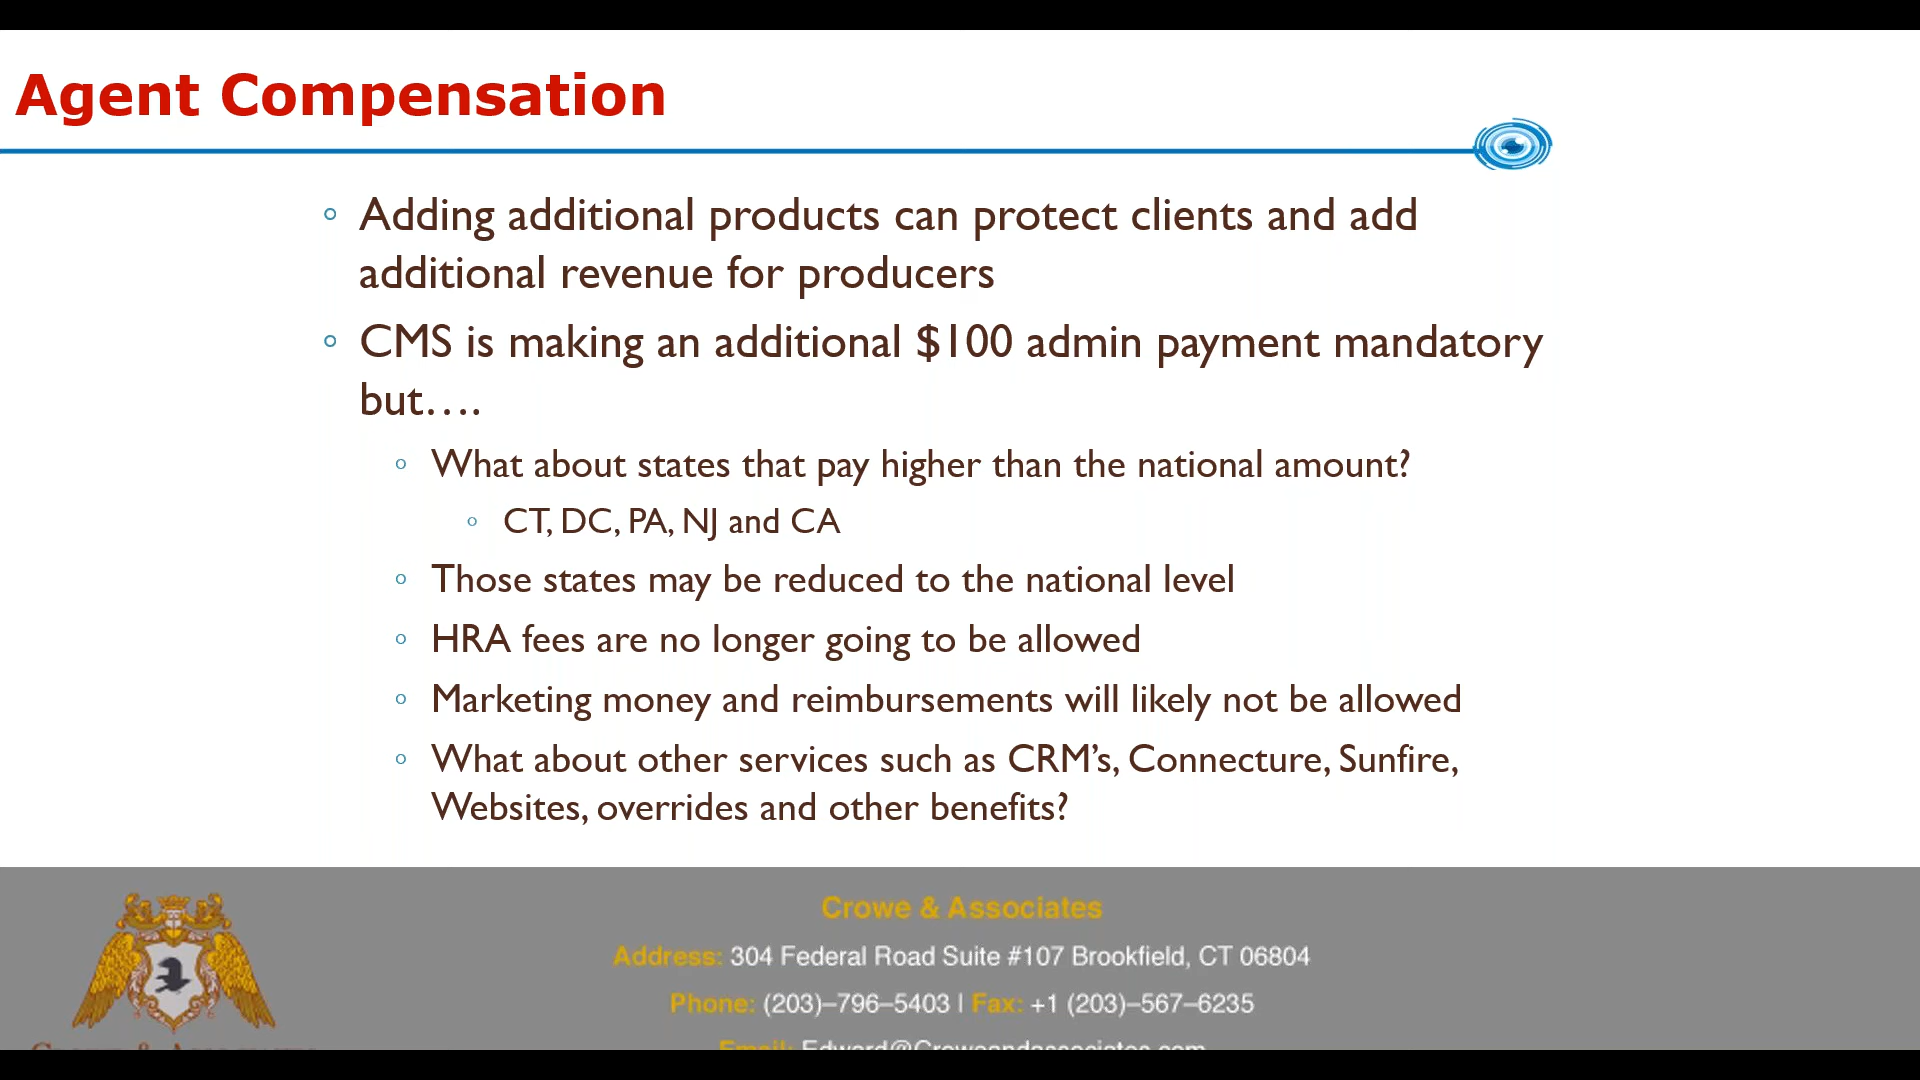 Agent Compensation
Adding additional products can protect clients and add
additional revenue for producers
CMS is making an additional $100 admin payment mandatory
but….
What about states that pay higher than the national amount?
CT, DC, PA, NJ and CA
Those states may be reduced to the national level
HRA fees are no longer going to be allowed
Marketing money and reimbursements will likely not be allowed
What about other services such as CRM’s, Connecture, Sunfire,
Websites, overrides and other benefits?
Crowe & Associates
Address: 304 Federal Road Suite #107 Brookfield, CT 06804
Phone: (203)–796–5403 | Fax: +1 (203)–567–6235
Email: Edward@Croweandassociates.com